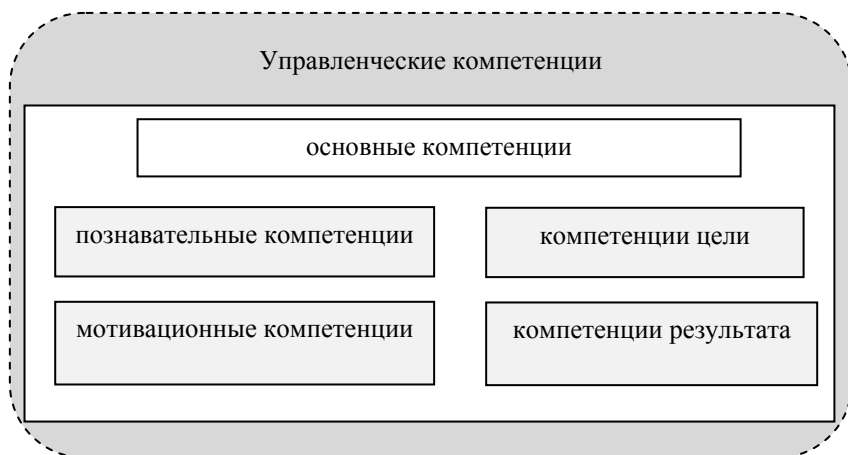 Управленческие компетенции
основные компетенции
познавательные компетенции
компетенции цели
мотивационные компетенции
компетенции результата